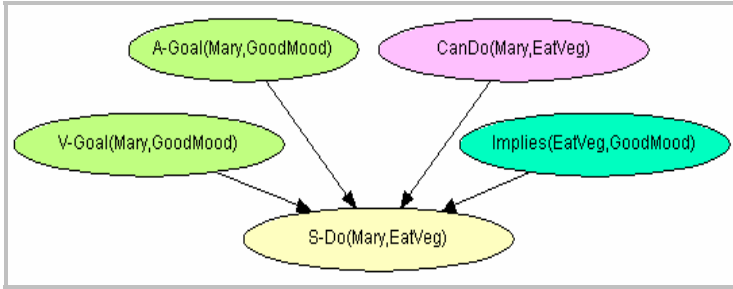 A-Goal(Mary,GoodMood)
CanDo(Mary,EatVeg)
V-Goal(Mary,GoodMood)
Implies(EatVeg,GoodMood)
S-Do(Mary,EatVeg)